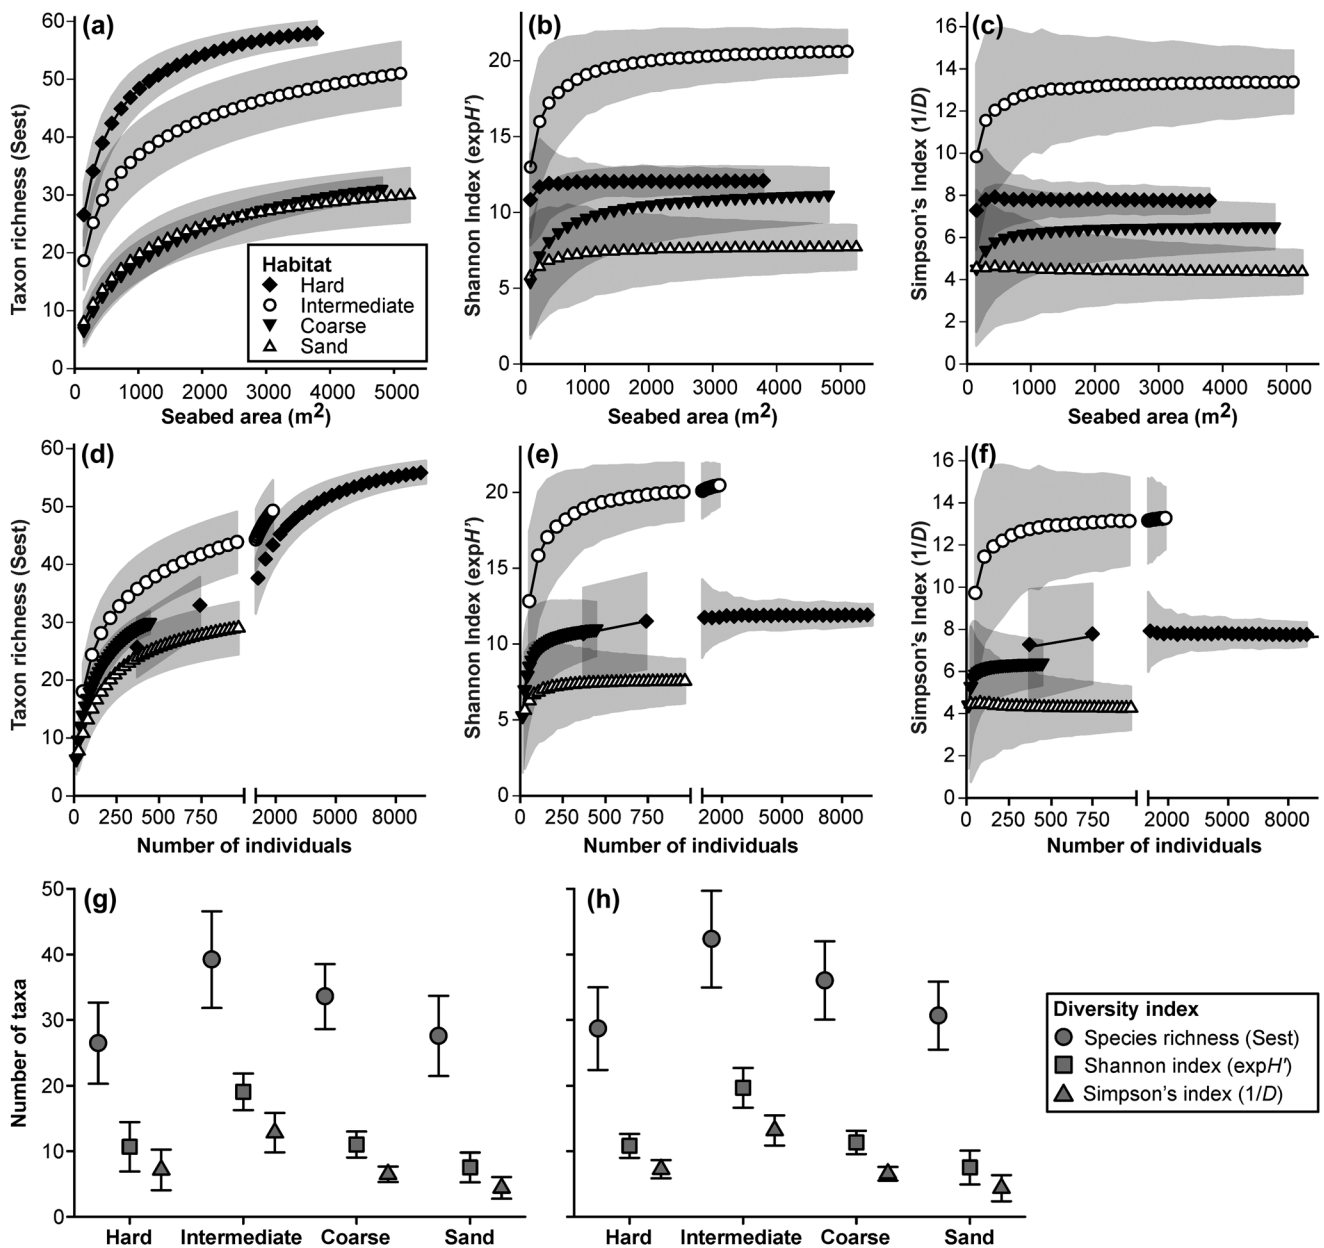 (a)
Taxon richness (Sest)
60
50
40
30
20
10
0
0 1000 2000 3000 4000 5000
Seabed area (m2)
Habitat
Hard
Intermediate
Coarse
Sand
(b)
Shannon Index (expH')
20
15
10
5
0
0 1000 2000 3000 4000 5000
Seabed area (m2)
(c)
Simpson's Index (1/D)
16
14
12
10
8
6
4
2
0
0 1000 2000 3000 4000 5000
Seabed area (m2)
(d)
Taxon richness (Sest)
60
50
40
30
20
10
0
0 250 500 750 2000 5000 8000
Number of individuals
(e)
Shannon Index (expH')
20
15
10
5
0
0 250 500 750 2000 5000 8000
Number of individuals
(f)
Simpson's Index (1/D)
16
14
12
10
8
6
4
2
0
0 250 500 750 2000 5000 8000
Number of individuals
(g)
Number of taxa
50
40
30
20
10
0
Hard Intermediate Coarse Sand
(h)
Hard Intermediate Coarse Sand
Diversity index
Species richness (Sest)
Shannon index (expH')
Simpson's index (1/D)